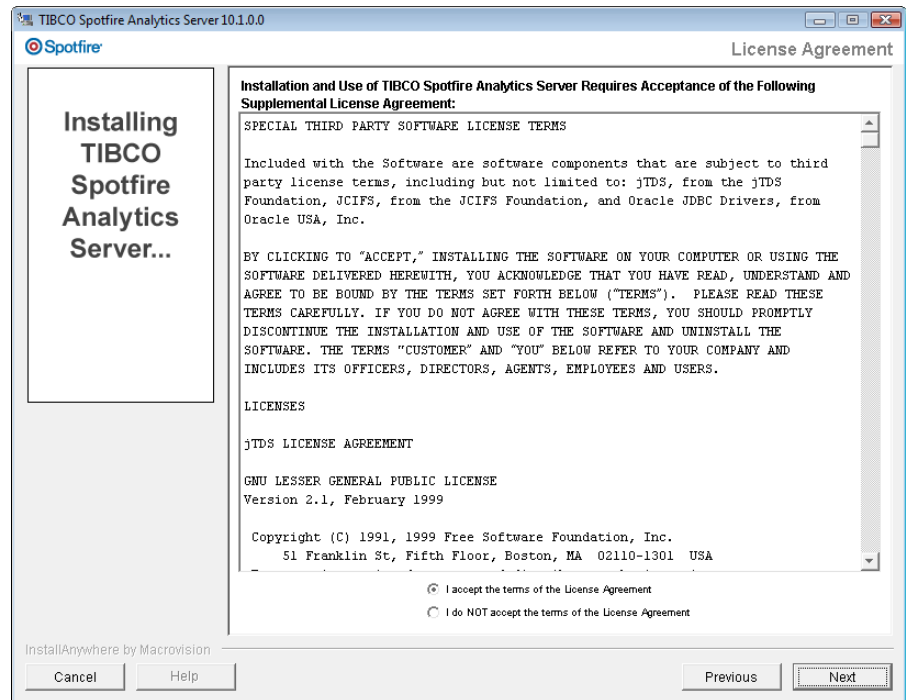 TIBCO Spotfire Analytics Server 10.1.0.0
Spotfire
License Agreement
Installing
TIBCO
Spotfire
Analytics
Server...
Installation and Use of TIBCO Spotfire Analytics Server Requires Acceptance of the Following
Supplemental License Agreement:
SPECIAL THIRD PARTY SOFTWARE LICENSE TERMS
Included with the Software are software components that are subject to third
party license terms, including but not limited to: jTDS, from the jTDS
Foundation, JCIFS, from the JCIFS Foundation, and Oracle JDBC Drivers, from
Oracle USA, Inc.
BY CLICKING TO "ACCEPT," INSTALLING THE SOFTWARE ON YOUR COMPUTER OR USING THE
SOFTWARE DELIVERED HEREWITH, YOU ACKNOWLEDGE THAT YOU HAVE READ, UNDERSTAND AND
AGREE TO BE BOUND BY THE TERMS SET FORTH BELOW ("TERMS").  PLEASE READ THESE
TERMS CAREFULLY. IF YOU DO NOT AGREE WITH THESE TERMS, YOU SHOULD PROMPTLY
DISCONTINUE THE INSTALLATION AND USE OF THE SOFTWARE AND UNINSTALL THE
SOFTWARE. THE TERMS "CUSTOMER" AND "YOU" BELOW REFER TO YOUR COMPANY AND
INCLUDES ITS OFFICERS, DIRECTORS, AGENTS, EMPLOYEES AND USERS.
LICENSES
jTDS LICENSE AGREEMENT
GNU LESSER GENERAL PUBLIC LICENSE
Version 2.1, February 1999
Copyright (C) 1991, 1999 Free Software Foundation, Inc.
51 Franklin St, Fifth Floor, Boston, MA  02110-1301  USA
I accept the terms of the License Agreement
I do NOT accept the terms of the License Agreement
InstallAnywhere by Macrovision
Cancel
Help
Previous
Next